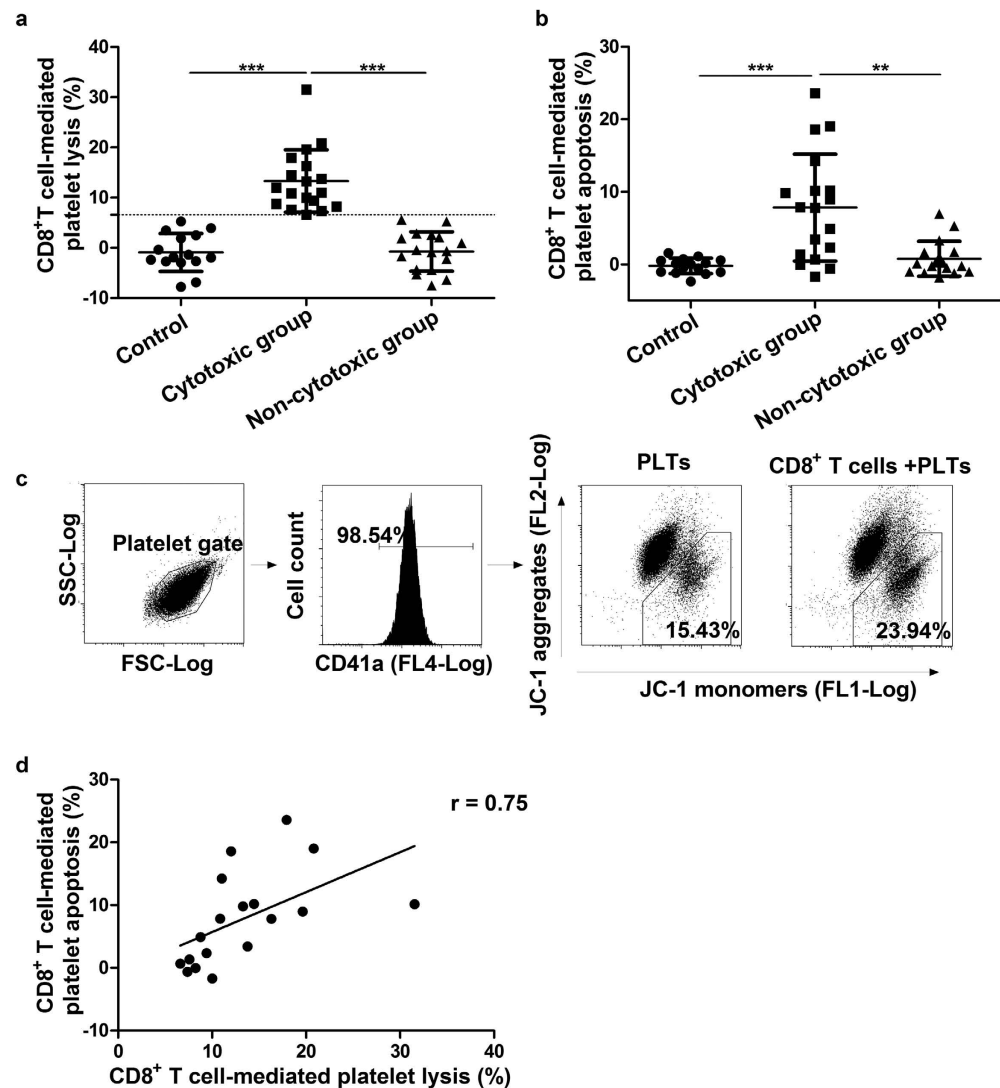 a
CD8⁺T cell-mediated
platelet lysis (%)
40
30
20
10
0
-10
***
***
Control
Cytotoxic group
Non-cytotoxic group
b
CD8⁺ T cell-mediated
platelet apoptosis (%)
30
20
10
0
***
**
Control
Cytotoxic group
Non-cytotoxic group
c
SSC-Log
Platelet gate
FSC-Log
Cell count
98.54%
CD41a (FL4-Log)
JC-1 aggregates (FL2-Log)
PLTs
15.43%
CD8⁺ T cells +PLTs
23.94%
JC-1 monomers (FL1-Log)
d
CD8⁺ T cell-mediated
platelet apoptosis (%)
30
20
10
0
-10
r = 0.75
0
10
20
30
40
CD8⁺ T cell-mediated platelet lysis (%)